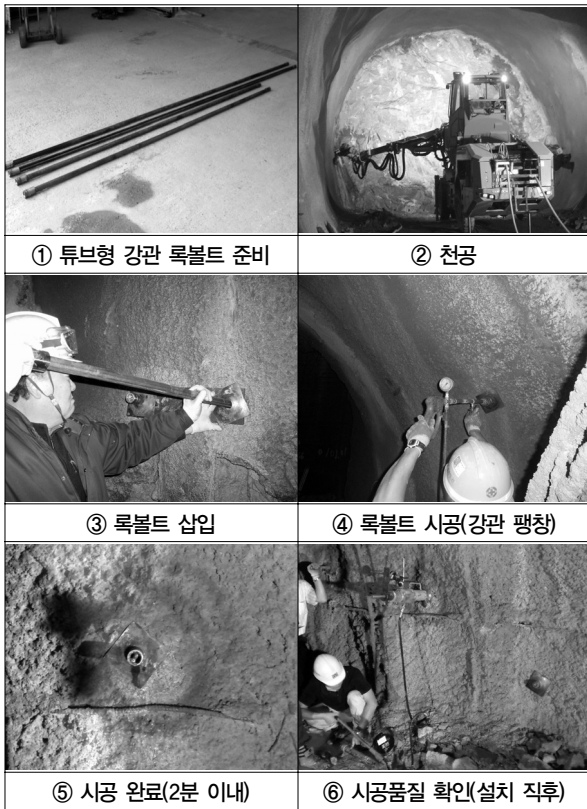 ① 튜브형 강관 록볼트 준비
② 천공
③ 록볼트 삽입
④ 록볼트 시공(강관 팽창)
⑤ 시공 완료(2분 이내)
⑥ 시공품질 확인(설치 직후)